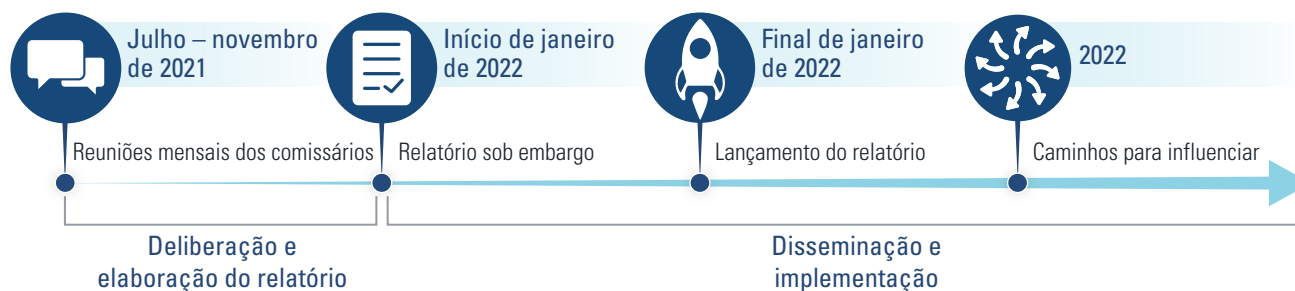 Julho – novembro
de 2021
Início de janeiro
de 2022
Final de janeiro
de 2022
2022
Reuniões mensais dos comissários
Relatório sob embargo
Lançamento do relatório
Caminhos para influenciar
Deliberação e
elaboração do relatório
Disseminação e
implementação